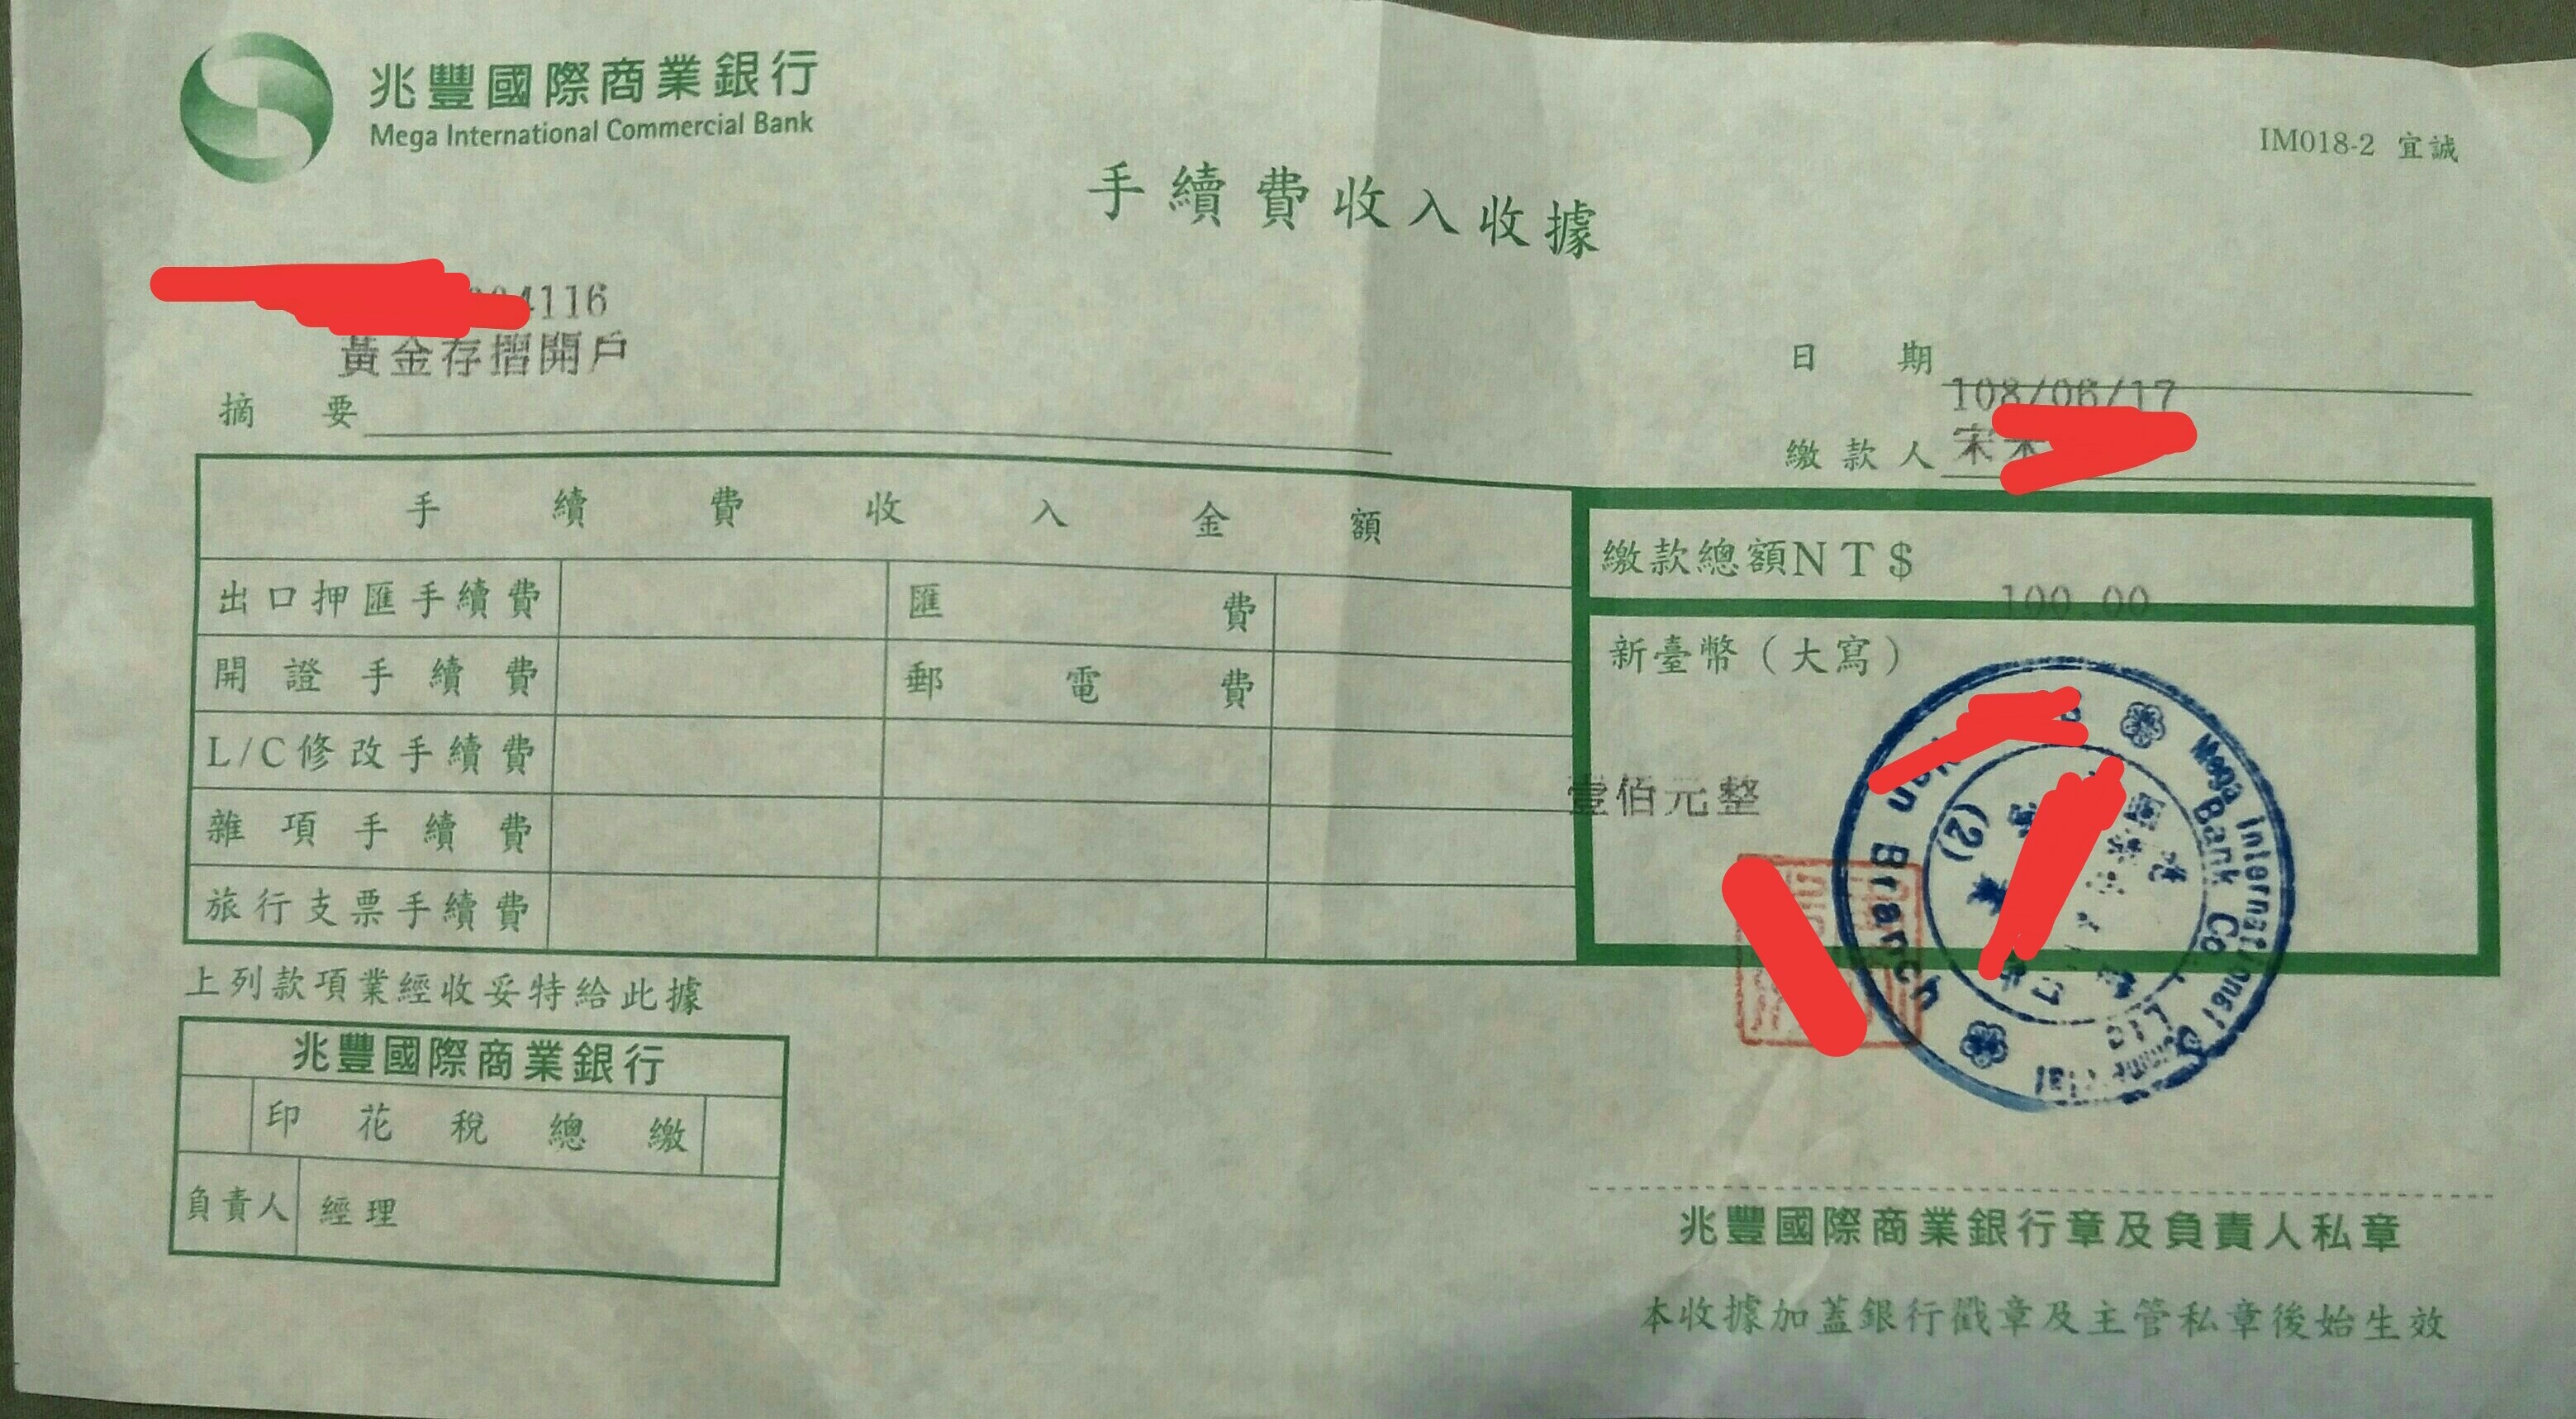 兆豐國際商業銀行
Mega International Commercial Bank
IM018-2 宜誠
手續費收入收據
4116
黃金存摺開戶
摘要
日期 108/06/17
繳款人 宋
手續費收入金額
繳款總額NT$ 100.00
出口押匯手續費 匯費
新臺幣（大寫）
開證手續費 郵電費
L/C修改手續費
壹佰元整
雜項手續費
旅行支票手續費
Mega International Commercial
Bank Co
Branch
(2)
上列款項業經收妥特給此據
兆豐國際商業銀行
印花稅總繳
負責人 經理
兆豐國際商業銀行章及負責人私章
本收據加蓋銀行戳章及主管私章後始生效